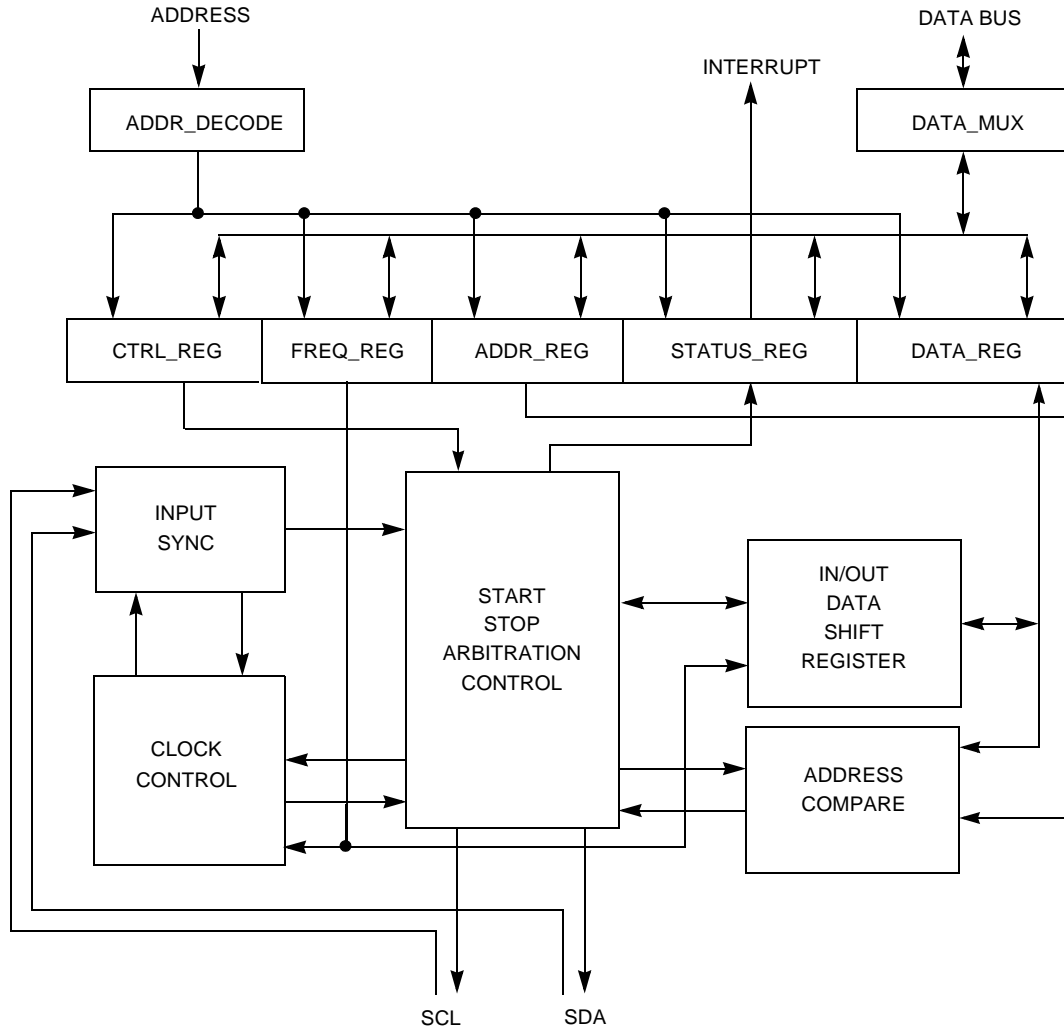 ADDRESS
DATA BUS
INTERRUPT
ADDR_DECODE
DATA_MUX
CTRL_REG
FREQ_REG
ADDR_REG
STATUS_REG
DATA_REG
INPUT
SYNC
START
STOP
ARBITRATION
CONTROL
IN/OUT
DATA
SHIFT
REGISTER
CLOCK
CONTROL
ADDRESS
COMPARE
SCL
SDA